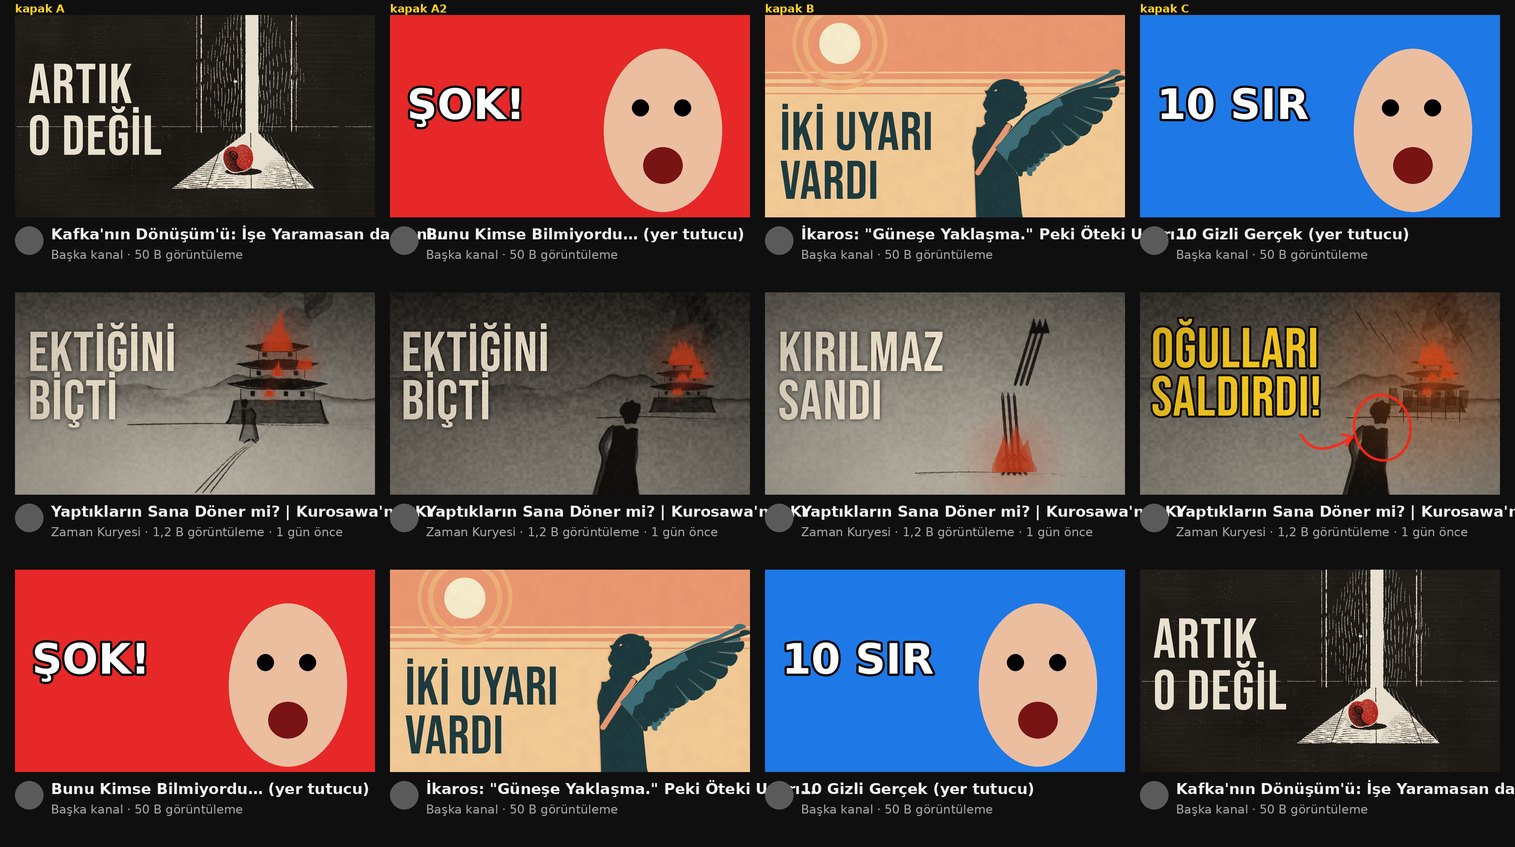 kapak A
kapak A2
kapak B
kapak C
ARTIK
O DEĞİL
ŞOK!
İKİ UYARI
VARDI
10 SIR
Kafka'nın Dönüşüm'ü: İşe Yaramasan da
Başka kanal · 50 B görüntüleme
Bunu Kimse Bilmiyordu... (yer tutucu)
Başka kanal · 50 B görüntüleme
İkaros: "Güneşe Yaklaşma." Peki Öteki U
Başka kanal · 50 B görüntüleme
10 Gizli Gerçek (yer tutucu)
Başka kanal · 50 B görüntüleme
EKTİĞİNİ
BİÇTİ
EKTİĞİNİ
BİÇTİ
KIRILMAZ
SANDI
OĞULLARI
SALDIRDI!
Yaptıkların Sana Döner mi? | Kurosawa'n
Zaman Kuryesi · 1,2 B görüntüleme · 1 gün önce
Yaptıkların Sana Döner mi? | Kurosawa'n
Zaman Kuryesi · 1,2 B görüntüleme · 1 gün önce
Yaptıkların Sana Döner mi? | Kurosawa'n
Zaman Kuryesi · 1,2 B görüntüleme · 1 gün önce
Yaptıkların Sana Döner mi? | Kurosawa'n
Zaman Kuryesi · 1,2 B görüntüleme · 1 gün önce
ŞOK!
İKİ UYARI
VARDI
10 SIR
ARTIK
O DEĞİL
Bunu Kimse Bilmiyordu... (yer tutucu)
Başka kanal · 50 B görüntüleme
İkaros: "Güneşe Yaklaşma." Peki Öteki U
Başka kanal · 50 B görüntüleme
10 Gizli Gerçek (yer tutucu)
Başka kanal · 50 B görüntüleme
Kafka'nın Dönüşüm'ü: İşe Yaramasan da
Başka kanal · 50 B görüntüleme